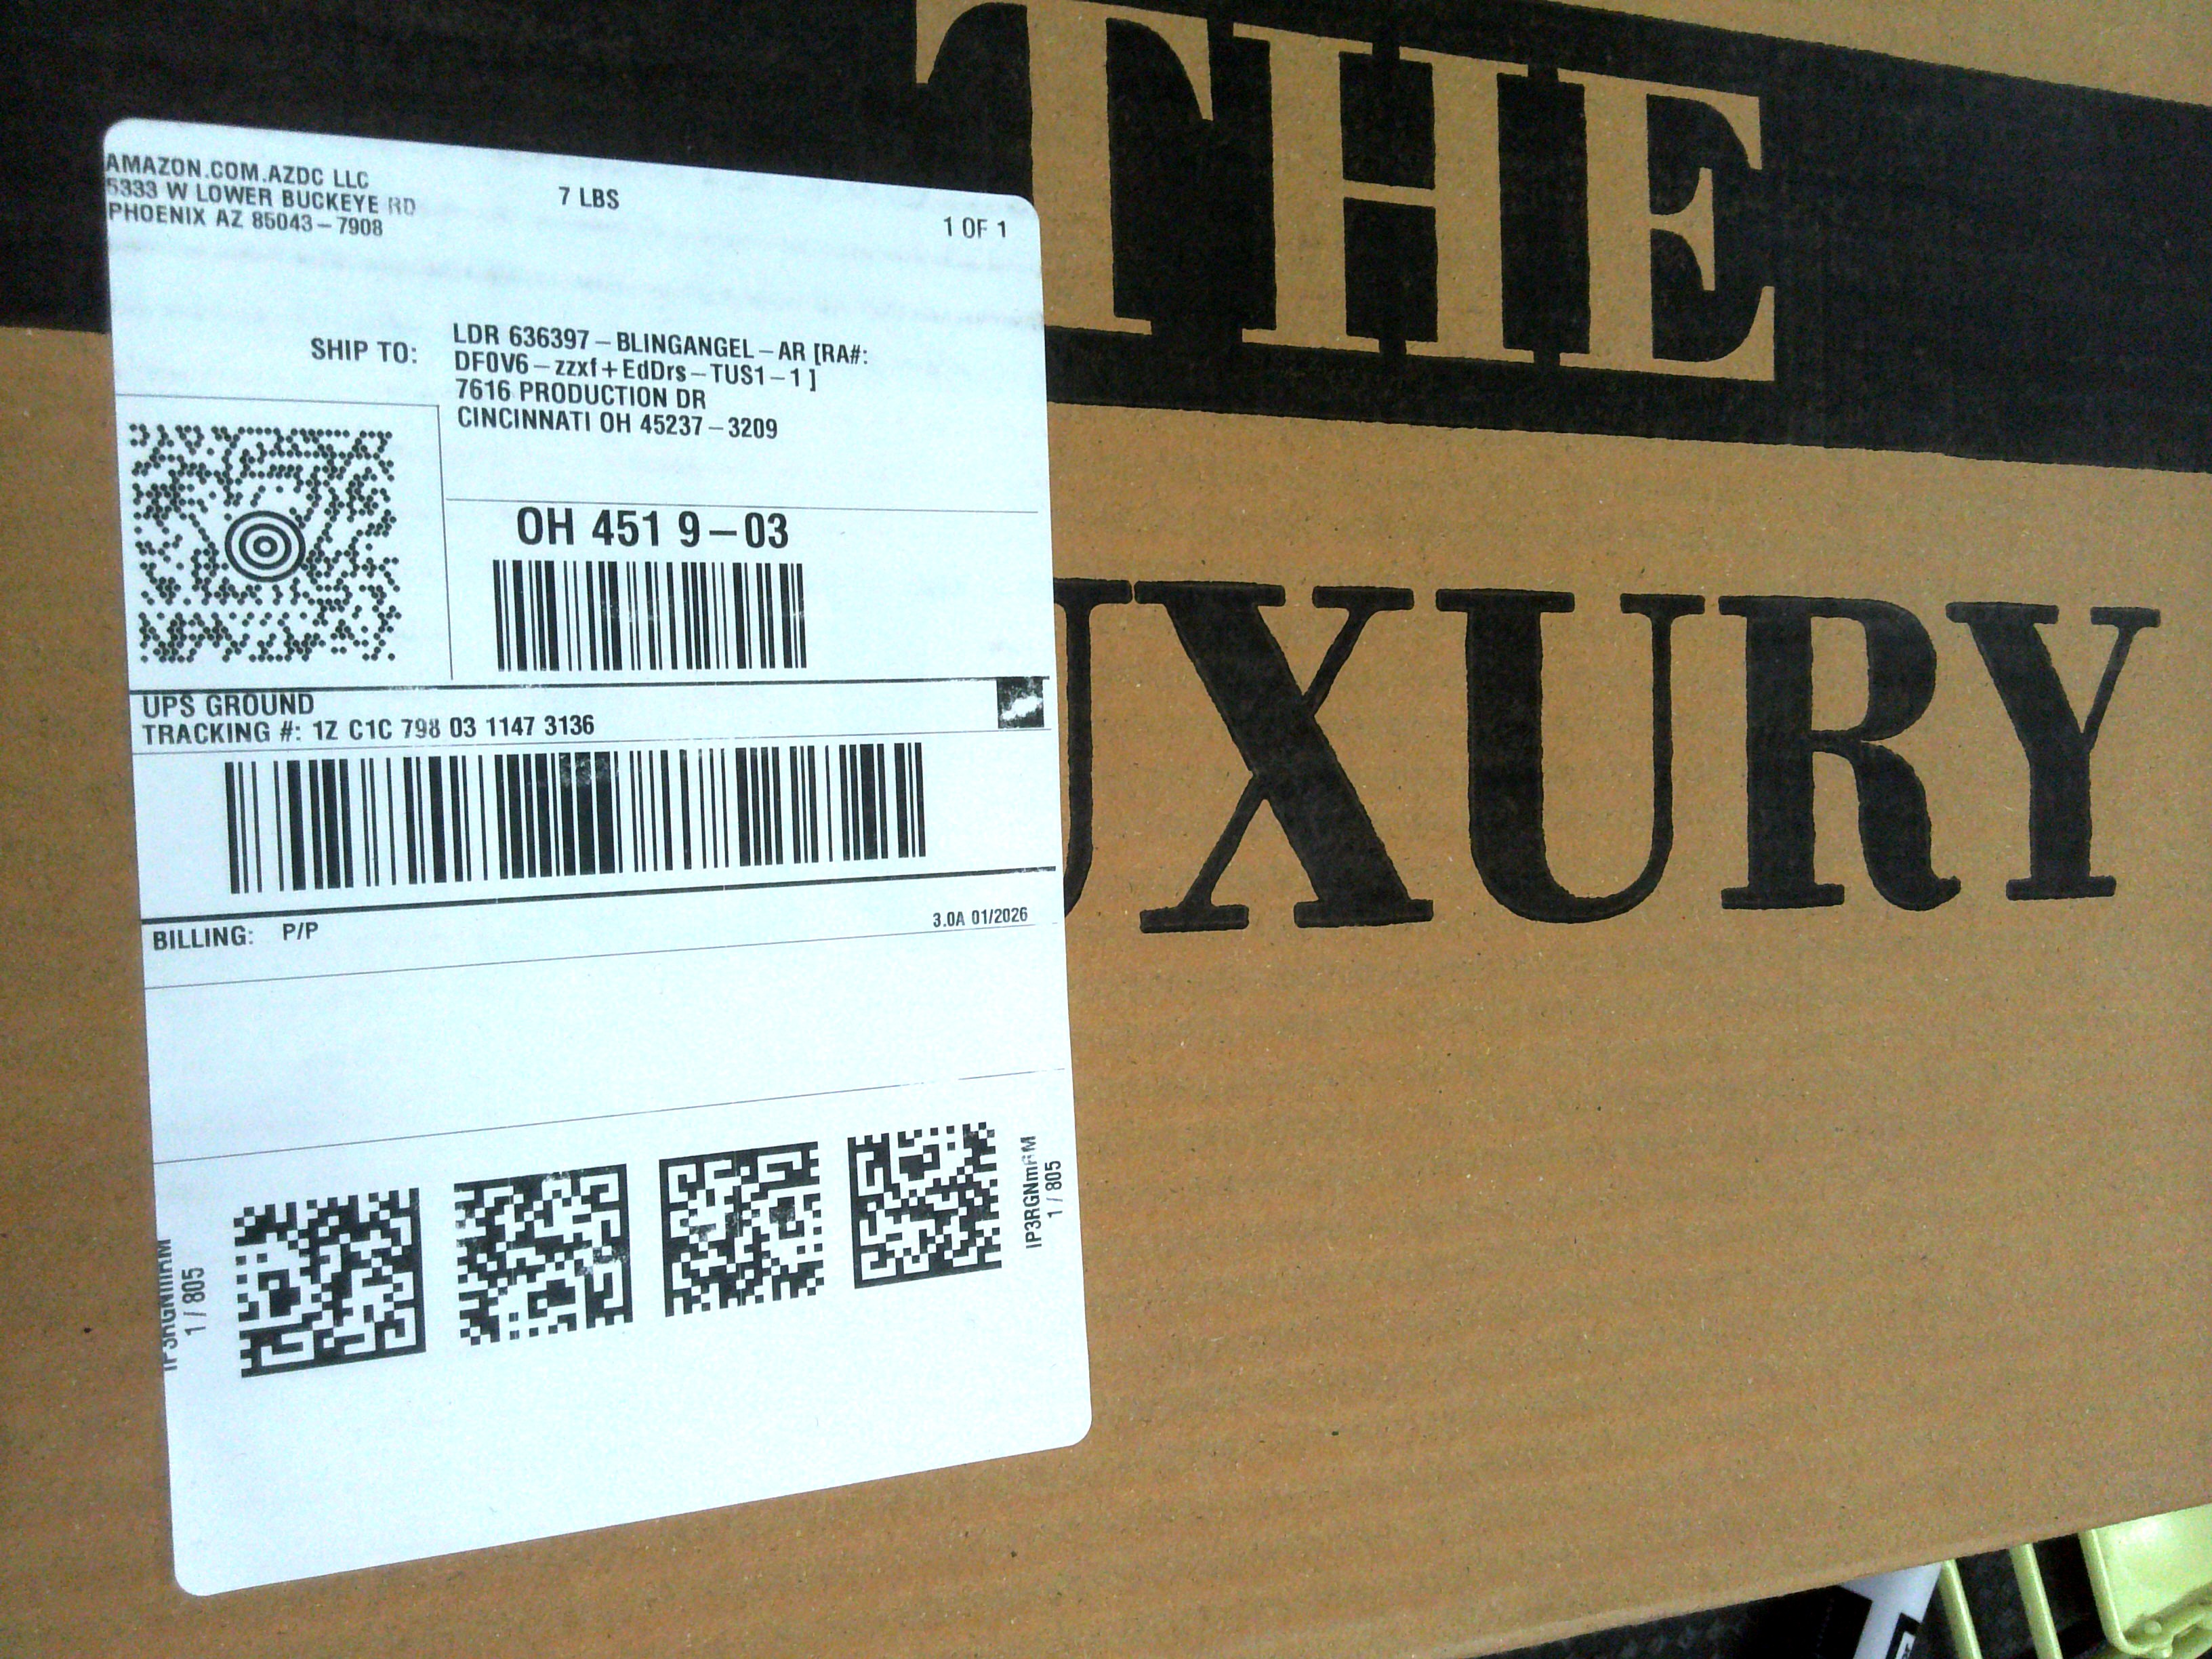 AMAZON.COM.AZDC LLC
5333 W LOWER BUCKEYE RD
PHOENIX AZ 85043-7908
7 LBS
1 OF 1
SHIP TO:
LDR 636397-BLINGANGEL-AR [RA#:
DF0V6-zzxf+EdDrs-TUS1-1 ]
7616 PRODUCTION DR
CINCINNATI OH 45237-3209
OH 451 9-03
UPS GROUND
TRACKING #: 1Z C1C 798 03 1147 3136
BILLING: P/P
3.0A 01/2026
1 / 805
1 / 805
THE
UXURY